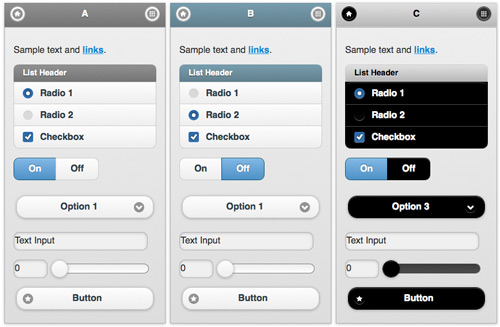 A
Sample text and links.
List Header
Radio 1
Radio 2
Checkbox
On Off
Option 1
Text Input
0
Button
B
Sample text and links.
List Header
Radio 1
Radio 2
Checkbox
On Off
Option 1
Text Input
0
Button
C
Sample text and links.
List Header
Radio 1
Radio 2
Checkbox
On Off
Option 3
Text Input
0
Button